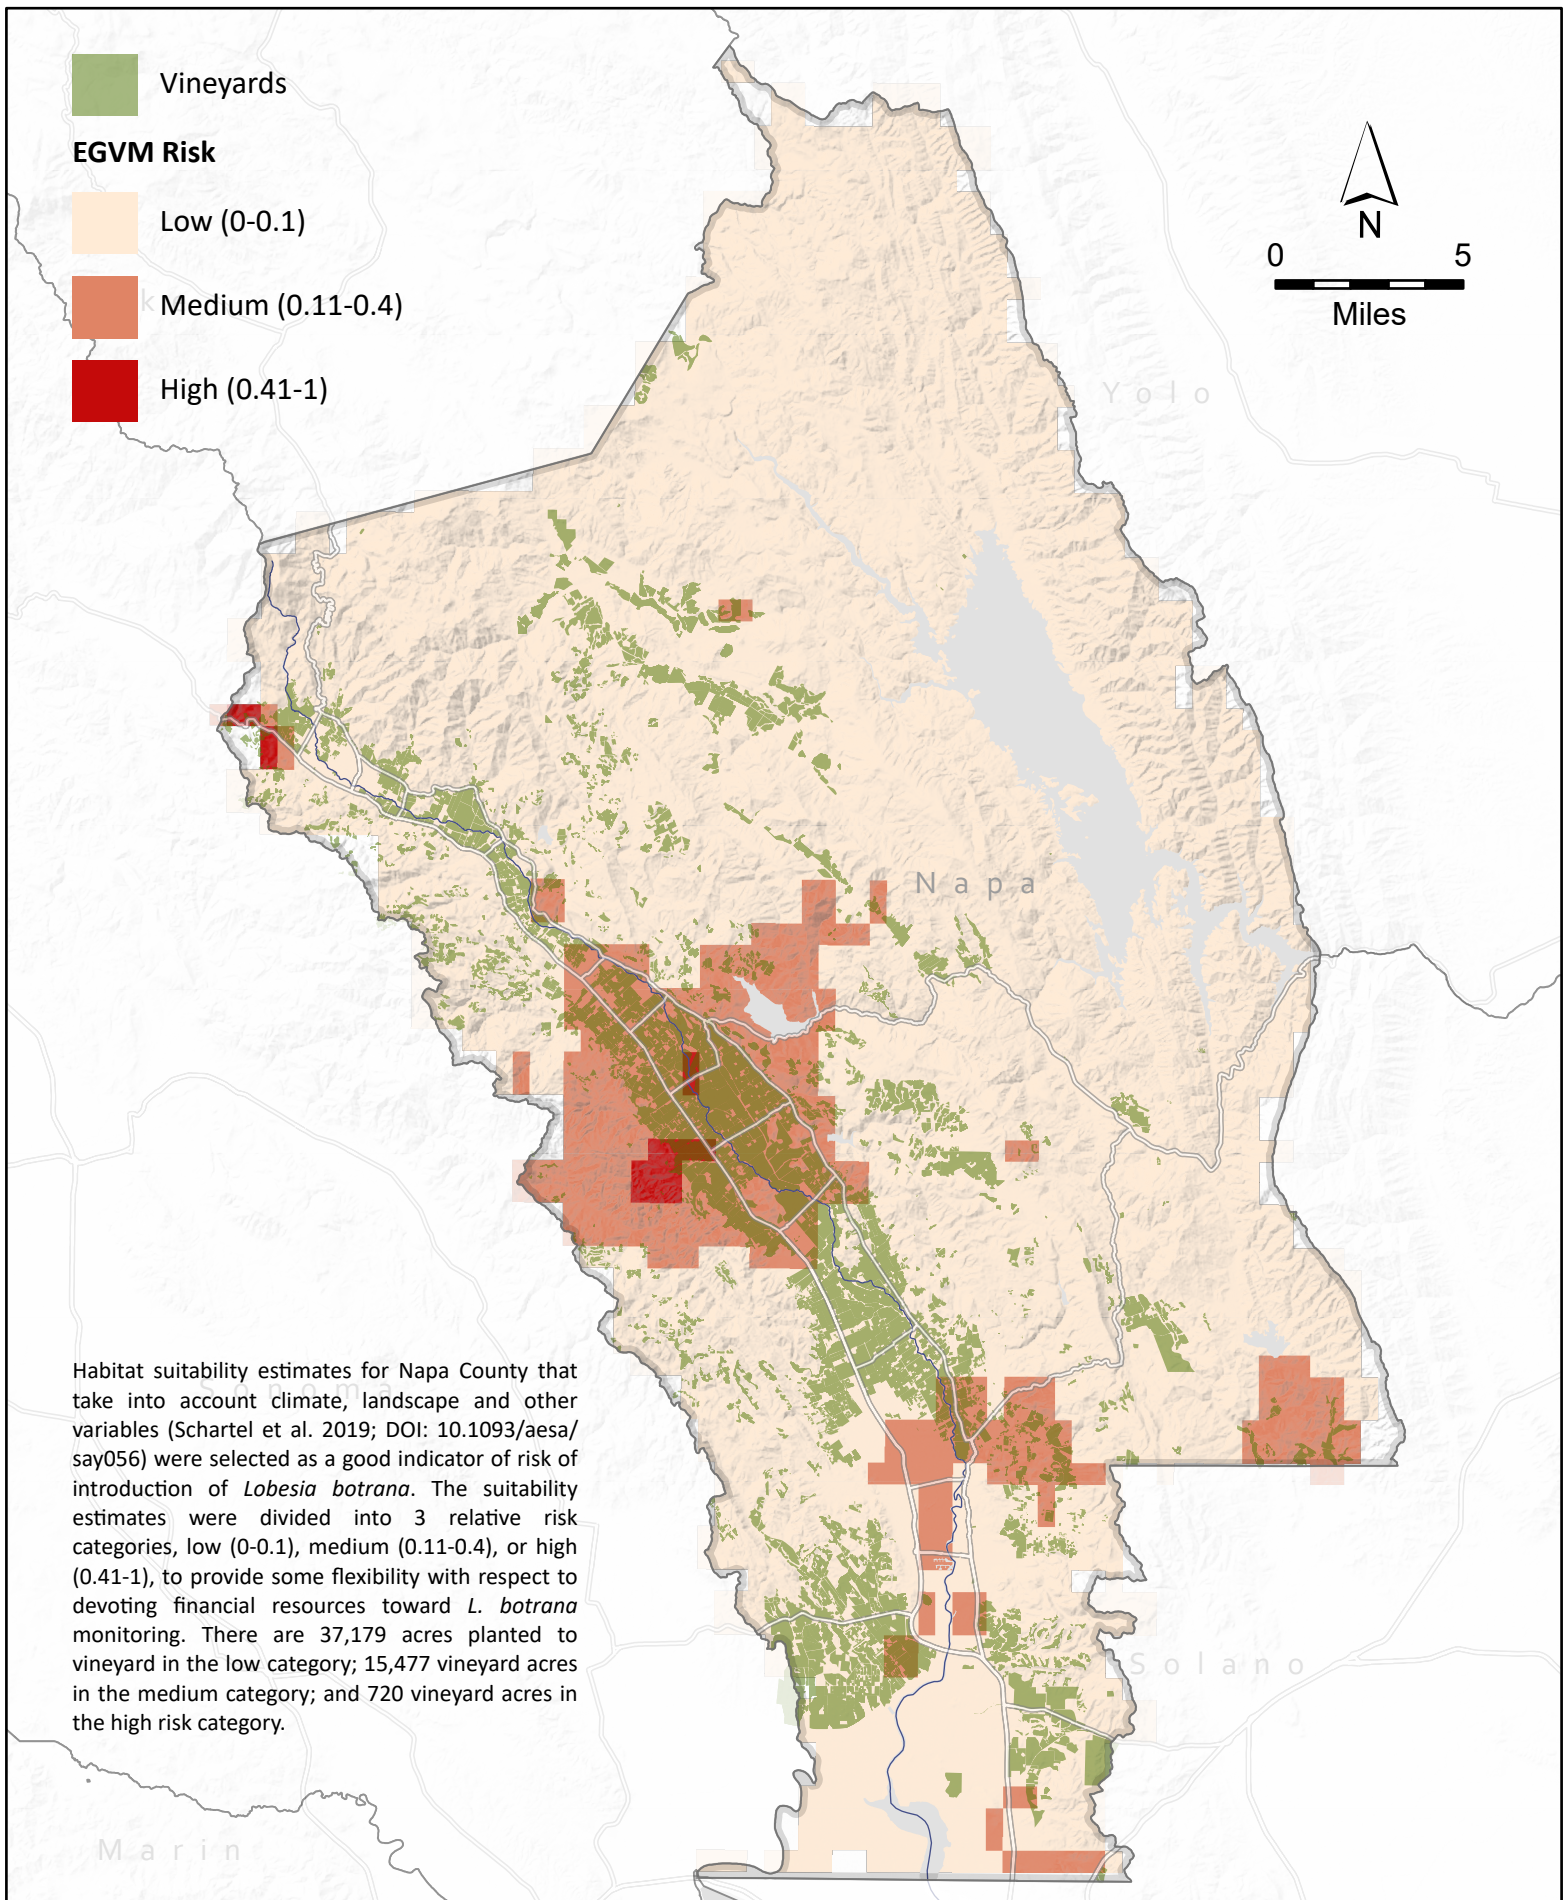 Vineyards
EGVM Risk
Low (0-0.1)
Medium (0.11-0.4)
High (0.41-1)
N
0 5
Miles
Yolo
Napa
Habitat suitability estimates for Napa County that
take into account climate, landscape and other
variables (Schartel et al. 2019; DOI: 10.1093/aesa/
say056) were selected as a good indicator of risk of
introduction of Lobesia botrana. The suitability
estimates were divided into 3 relative risk
categories, low (0-0.1), medium (0.11-0.4), or high
(0.41-1), to provide some flexibility with respect to
devoting financial resources toward L. botrana
monitoring. There are 37,179 acres planted to
vineyard in the low category; 15,477 vineyard acres
in the medium category; and 720 vineyard acres in
the high risk category.
Sonoma
Solano
Marin